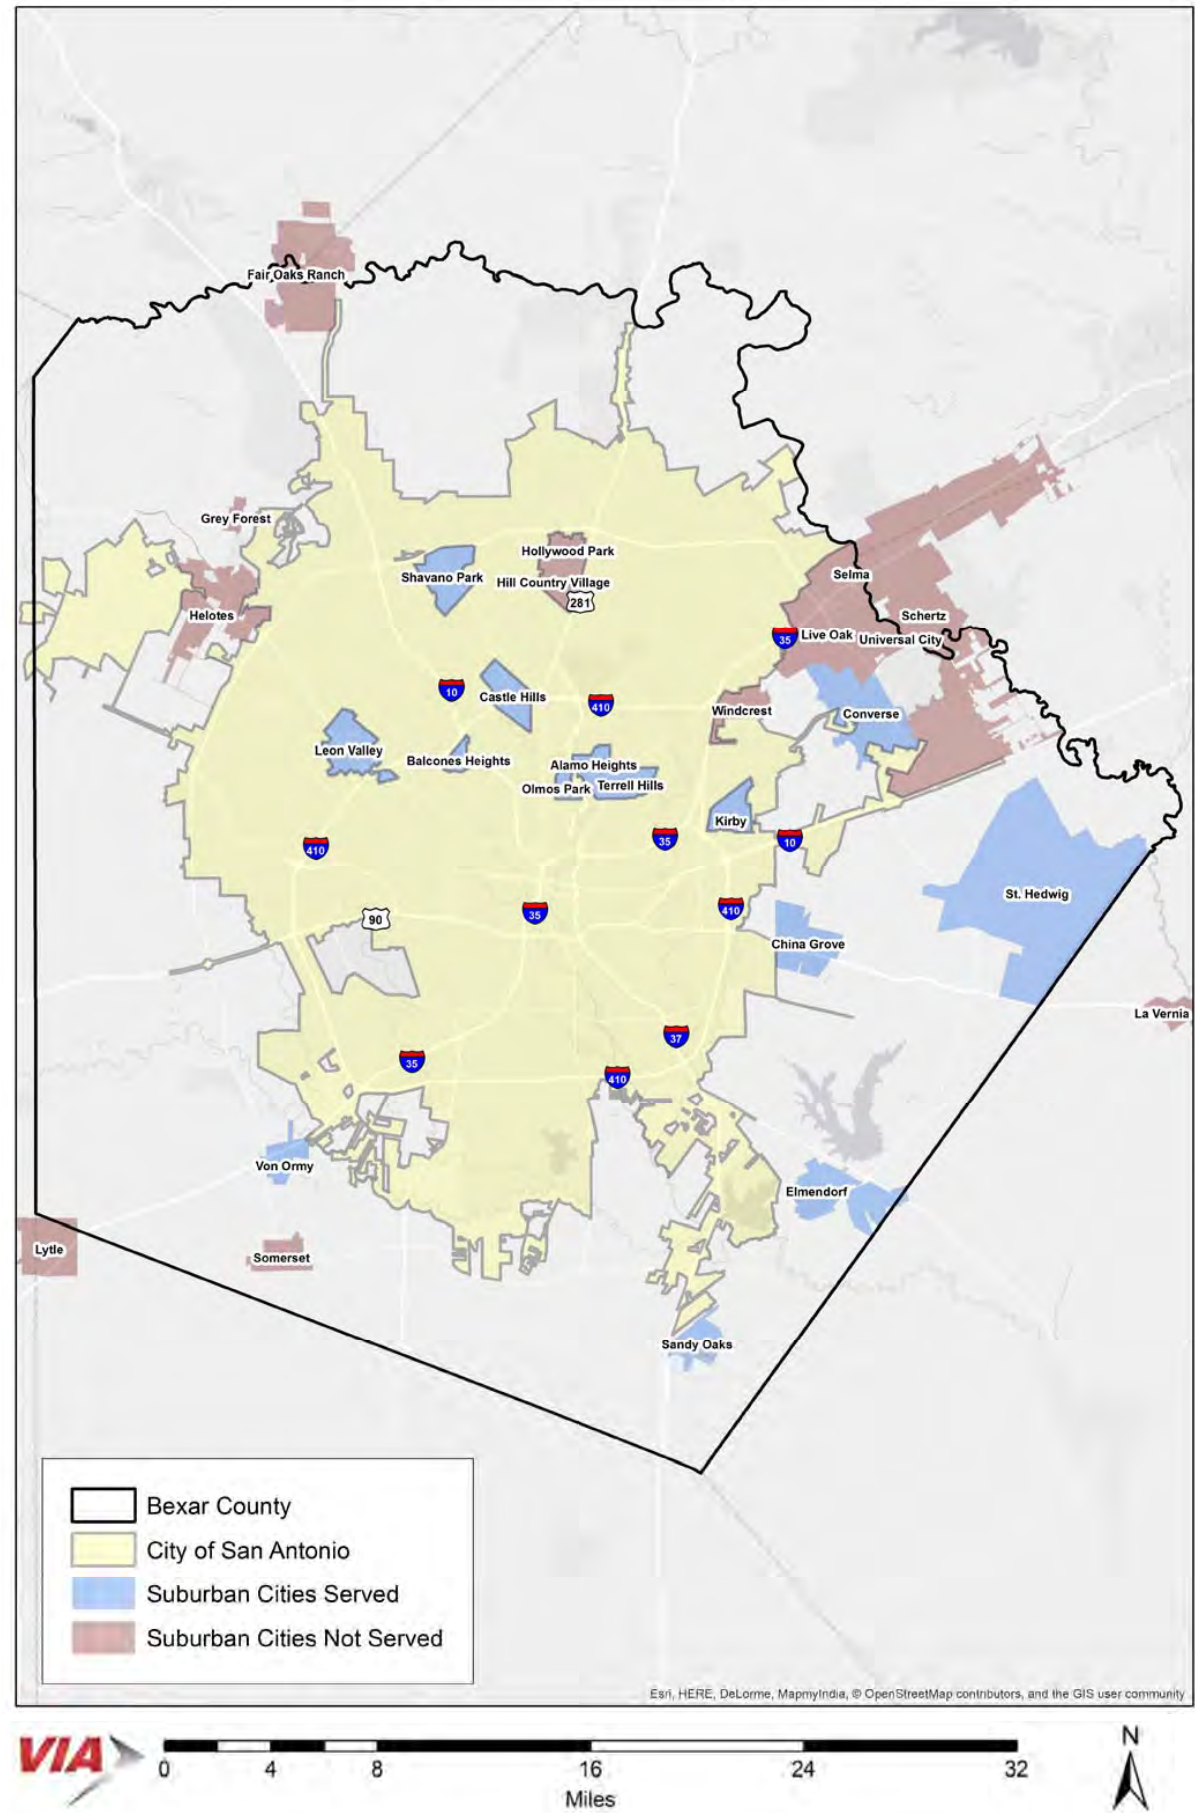 Fair Oaks Ranch
Grey Forest
Hollywood Park
Shavano Park
Hill Country Village
281
Selma
Helotes
Schertz
35
Live Oak
Universal City
10
Castle Hills
410
Windcrest
Converse
Leon Valley
Balcones Heights
Alamo Heights
Olmos Park
Terrell Hills
Kirby
410
35
10
St. Hedwig
90
35
410
China Grove
La Vernia
37
35
410
Von Ormy
Elmendorf
Lytle
Somerset
Sandy Oaks
Bexar County
City of San Antonio
Suburban Cities Served
Suburban Cities Not Served
Esri, HERE, DeLorme, MapmyIndia, © OpenStreetMap contributors, and the GIS user community
VIA
0 4 8 16 24 32
Miles
N